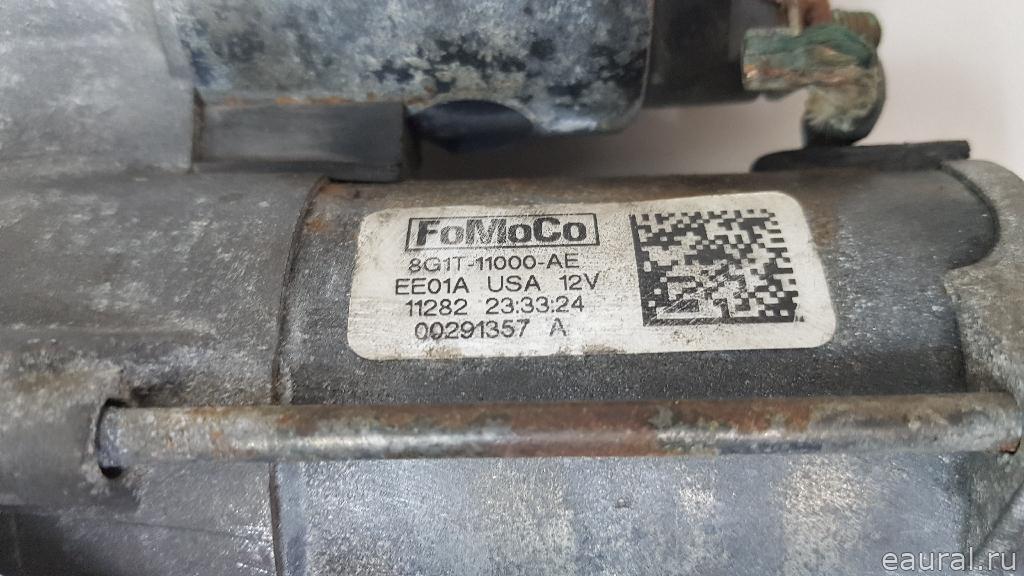 FoMoCo
8G1T-11000-AE
EE01A USA 12V
11282 23:33:24
00291357 A
eaural.ru